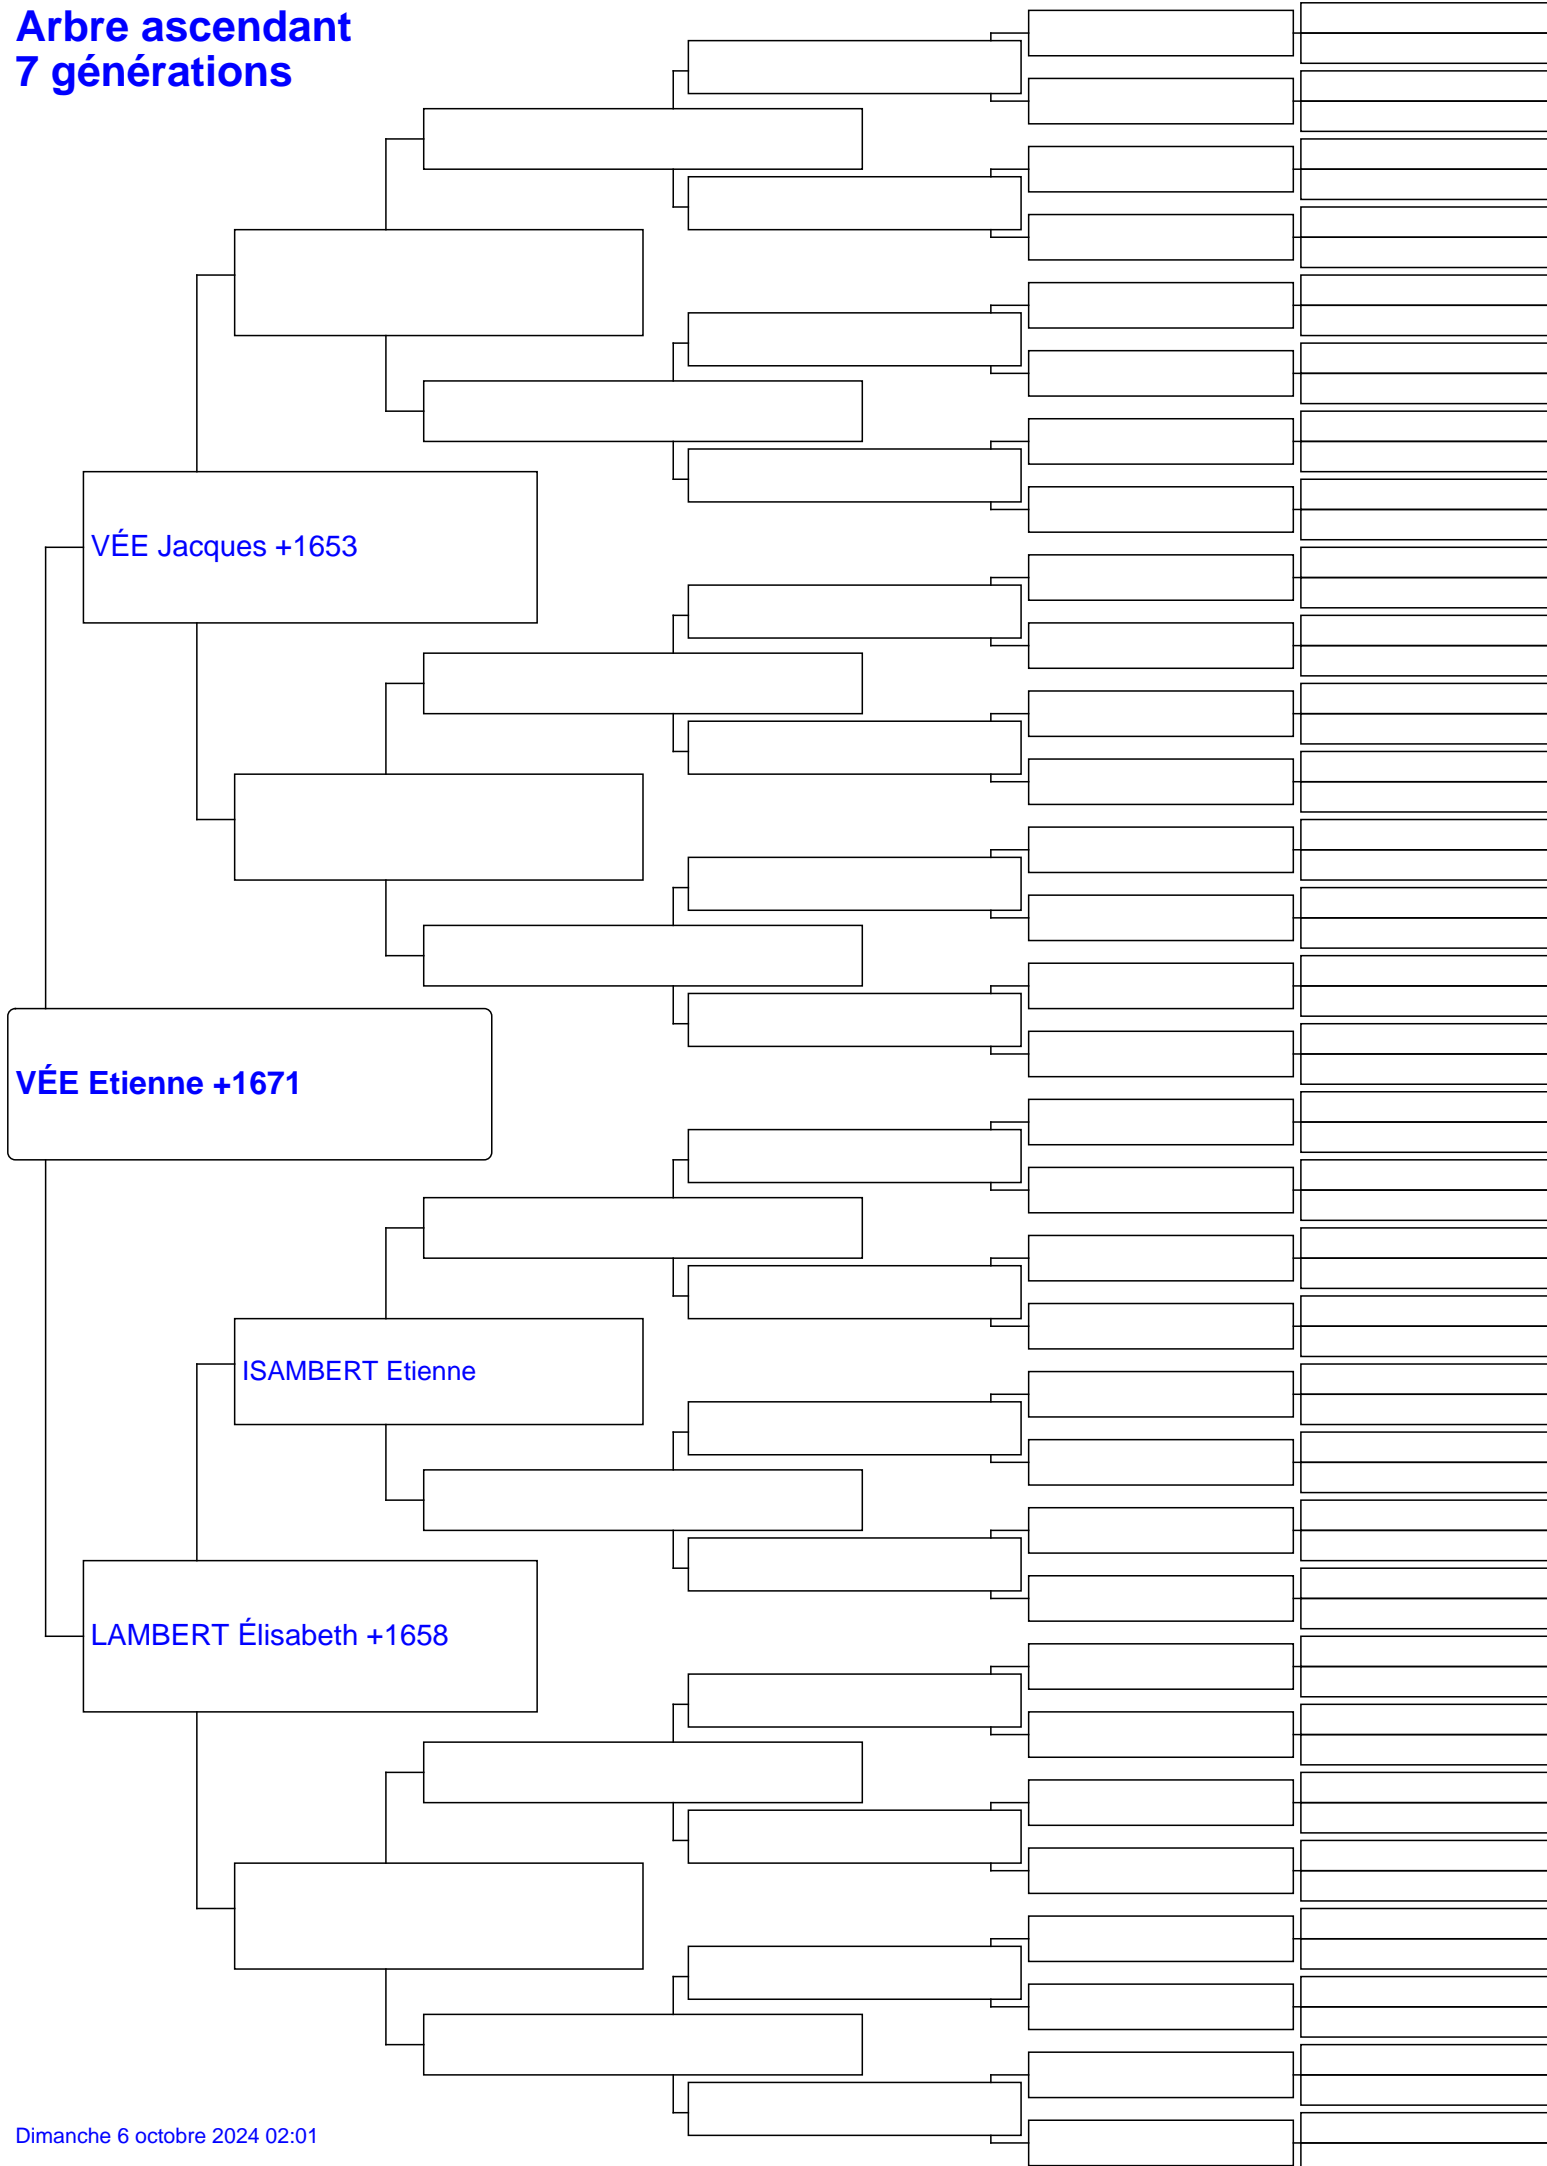 Arbre ascendant
7 générations
VÉE Jacques +1653
VÉE Etienne +1671
ISAMBERT Etienne
LAMBERT Élisabeth +1658
Dimanche 6 octobre 2024 02:01